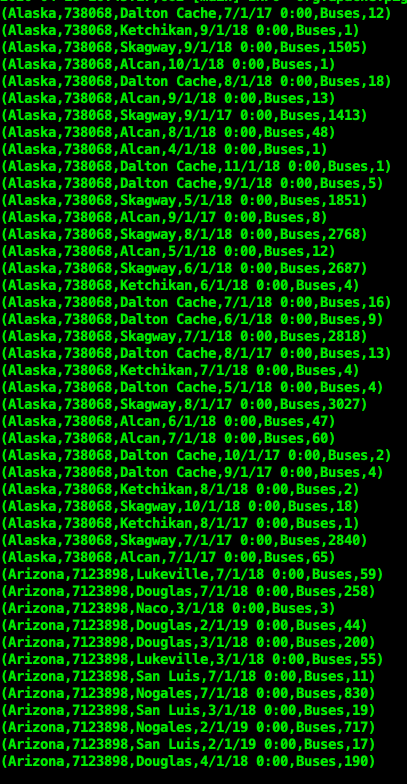 (Alaska,738068,Dalton Cache,7/1/17 0:00,Buses,12)
(Alaska,738068,Ketchikan,9/1/18 0:00,Buses,1)
(Alaska,738068,Skagway,9/1/18 0:00,Buses,1505)
(Alaska,738068,Alcan,10/1/18 0:00,Buses,1)
(Alaska,738068,Dalton Cache,8/1/18 0:00,Buses,18)
(Alaska,738068,Alcan,9/1/18 0:00,Buses,13)
(Alaska,738068,Skagway,9/1/17 0:00,Buses,1413)
(Alaska,738068,Alcan,8/1/18 0:00,Buses,48)
(Alaska,738068,Alcan,4/1/18 0:00,Buses,1)
(Alaska,738068,Dalton Cache,11/1/18 0:00,Buses,1)
(Alaska,738068,Dalton Cache,9/1/18 0:00,Buses,5)
(Alaska,738068,Skagway,5/1/18 0:00,Buses,1851)
(Alaska,738068,Alcan,9/1/17 0:00,Buses,8)
(Alaska,738068,Skagway,8/1/18 0:00,Buses,2768)
(Alaska,738068,Alcan,5/1/18 0:00,Buses,12)
(Alaska,738068,Skagway,6/1/18 0:00,Buses,2687)
(Alaska,738068,Ketchikan,6/1/18 0:00,Buses,4)
(Alaska,738068,Dalton Cache,7/1/18 0:00,Buses,16)
(Alaska,738068,Dalton Cache,6/1/18 0:00,Buses,9)
(Alaska,738068,Skagway,7/1/18 0:00,Buses,2818)
(Alaska,738068,Dalton Cache,8/1/17 0:00,Buses,13)
(Alaska,738068,Ketchikan,7/1/18 0:00,Buses,4)
(Alaska,738068,Dalton Cache,5/1/18 0:00,Buses,4)
(Alaska,738068,Skagway,8/1/17 0:00,Buses,3027)
(Alaska,738068,Alcan,6/1/18 0:00,Buses,47)
(Alaska,738068,Alcan,7/1/18 0:00,Buses,60)
(Alaska,738068,Dalton Cache,10/1/17 0:00,Buses,2)
(Alaska,738068,Dalton Cache,9/1/17 0:00,Buses,4)
(Alaska,738068,Ketchikan,8/1/18 0:00,Buses,2)
(Alaska,738068,Skagway,10/1/18 0:00,Buses,18)
(Alaska,738068,Ketchikan,8/1/17 0:00,Buses,1)
(Alaska,738068,Skagway,7/1/17 0:00,Buses,2840)
(Alaska,738068,Alcan,7/1/17 0:00,Buses,65)
(Arizona,7123898,Lukeville,7/1/18 0:00,Buses,59)
(Arizona,7123898,Douglas,7/1/18 0:00,Buses,258)
(Arizona,7123898,Naco,3/1/18 0:00,Buses,3)
(Arizona,7123898,Douglas,2/1/19 0:00,Buses,44)
(Arizona,7123898,Douglas,3/1/18 0:00,Buses,200)
(Arizona,7123898,Lukeville,3/1/18 0:00,Buses,55)
(Arizona,7123898,San Luis,7/1/18 0:00,Buses,11)
(Arizona,7123898,Nogales,7/1/18 0:00,Buses,830)
(Arizona,7123898,San Luis,3/1/18 0:00,Buses,19)
(Arizona,7123898,Nogales,2/1/19 0:00,Buses,717)
(Arizona,7123898,San Luis,2/1/19 0:00,Buses,17)
(Arizona,7123898,Douglas,4/1/18 0:00,Buses,190)